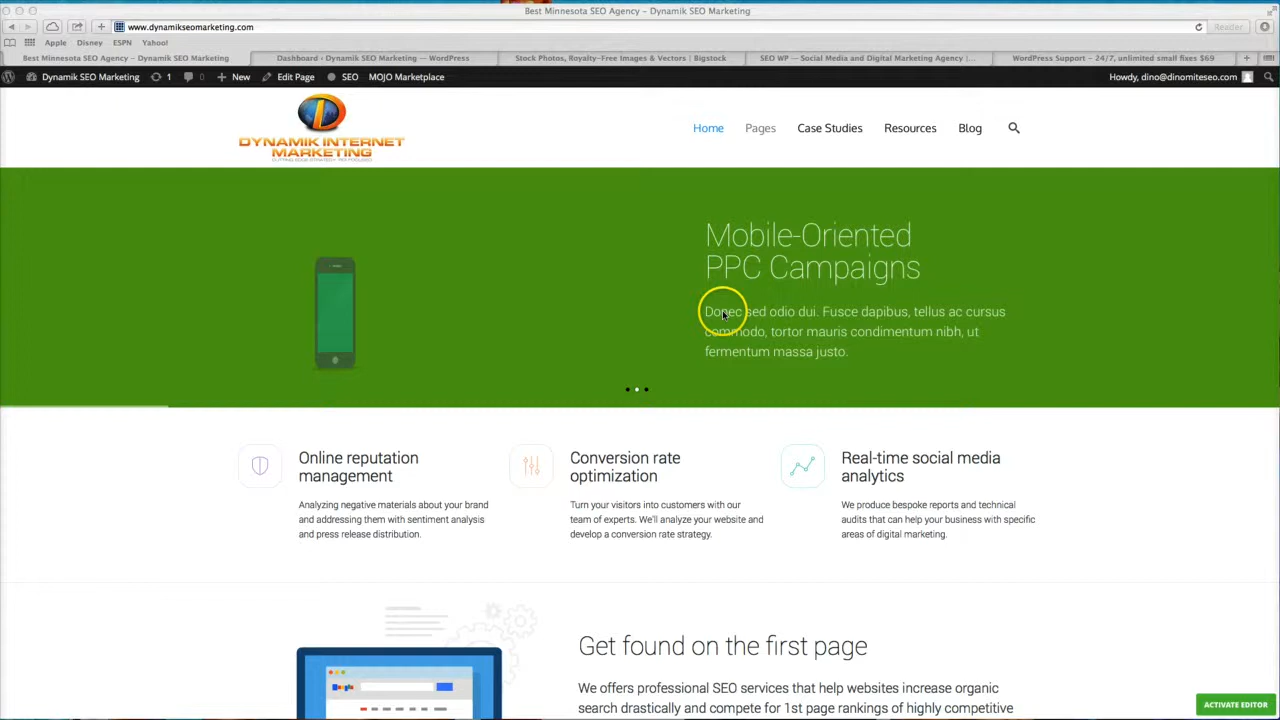 Best Minnesota SEO Agency – Dynamik SEO Marketing
www.dynamikseomarketing.com
Reader
Apple Disney ESPN Yahoo!
Best Minnesota SEO Agency – Dynamik SEO Marketing
Dashboard ‹ Dynamik SEO Marketing — WordPress
Stock Photos, Royalty-Free Images & Vectors | Bigstock
SEO WP — Social Media and Digital Marketing Agency |...
WordPress Support – 24/7, unlimited small fixes $69
Dynamik SEO Marketing 1 0 New Edit Page SEO MOJO Marketplace
Howdy, dino@dinomiteseo.com
DYNAMIK INTERNET
MARKETING
Home Pages Case Studies Resources Blog
Mobile-Oriented
PPC Campaigns
Donec sed odio dui. Fusce dapibus, tellus ac cursus
commodo, tortor mauris condimentum nibh, ut
fermentum massa justo.
Online reputation
management
Analyzing negative materials about your brand
and addressing them with sentiment analysis
and press release distribution.
Conversion rate
optimization
Turn your visitors into customers with our
team of experts. We'll analyze your website and
develop a conversion rate strategy.
Real-time social media
analytics
We produce bespoke reports and technical
audits that can help your business with specific
areas of digital marketing.
Get found on the first page
We offers professional SEO services that help websites increase organic
search drastically and compete for 1st page rankings of highly competitive
ACTIVATE EDITOR